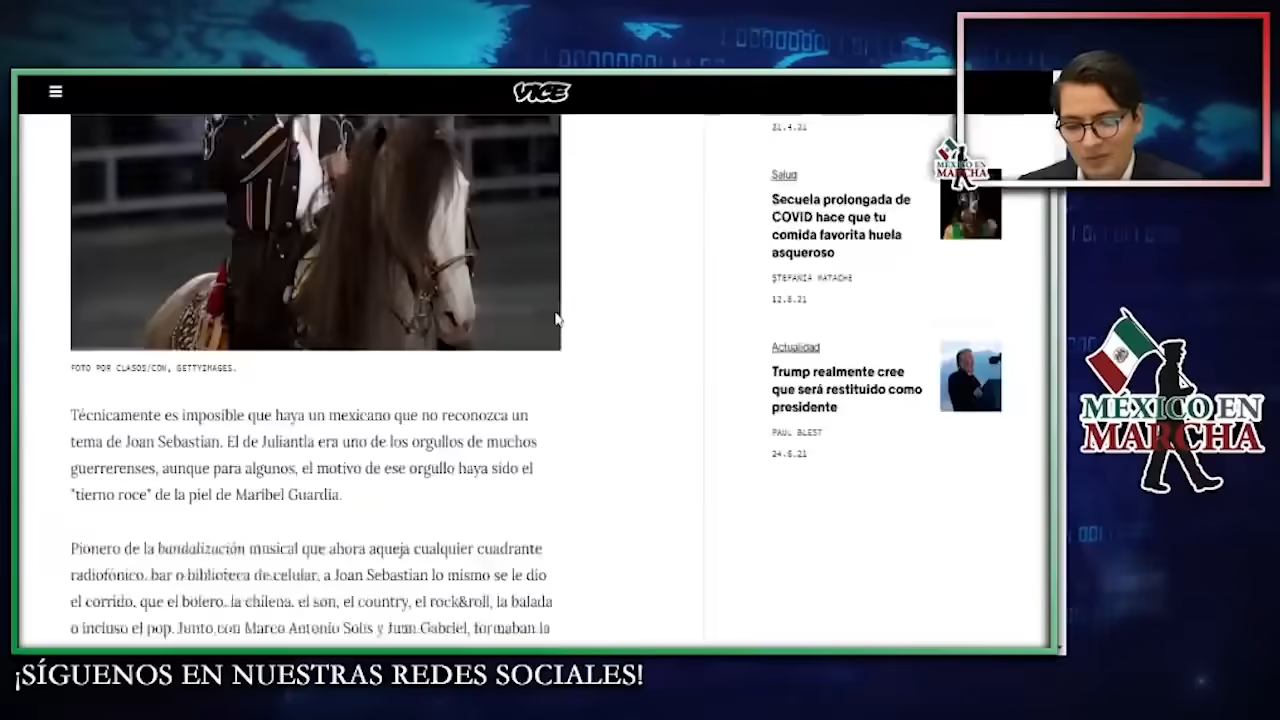 VICE
FOTO POR CLASOS/CON, GETTYIMAGES.
Técnicamente es imposible que haya un mexicano que no reconozca un
tema de Joan Sebastian. El de Juliantla era uno de los orgullos de muchos
guerrerenses, aunque para algunos, el motivo de ese orgullo haya sido el
"tierno roce" de la piel de Maribel Guardia.
Pionero de la bandalización musical que ahora aqueja cualquier cuadrante
radiofónico, bar o biblioteca de celular, a Joan Sebastian lo mismo se le dio
el corrido, que el bolero, la chilena, el son, el country, el rock&roll, la balada
o incluso el pop. Junto con Marco Antonio Solís y Juan Gabriel, formaban la
31.4.21
Salud
Secuela prolongada de
COVID hace que tu
comida favorita huela
asqueroso
ȘTEFANIA MATACHE
12.8.21
Actualidad
Trump realmente cree
que será restituido como
presidente
PAUL BLEST
24.6.21
MÉXICO EN
MARCHA
MÉXICO EN
MARCHA
¡SÍGUENOS EN NUESTRAS REDES SOCIALES!